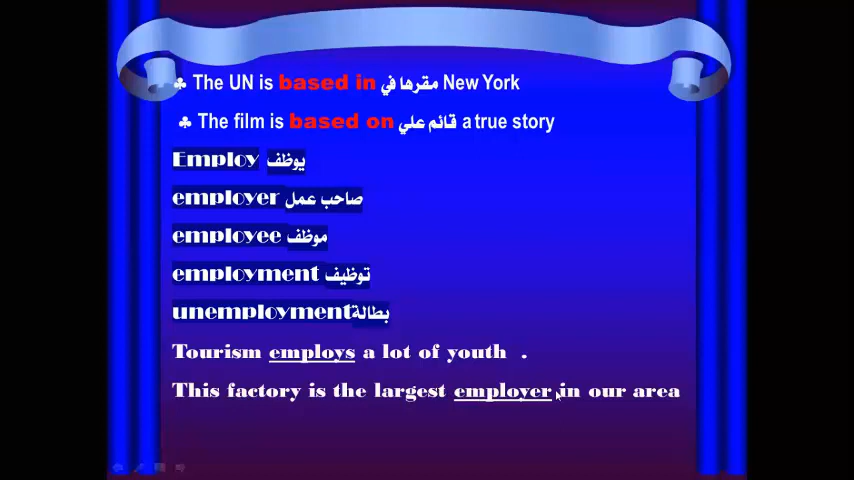 ♣ The UN is based in مقرها في New York
♣ The film is based on قائم علي a true story
Employ يوظف
employer صاحب عمل
employee موظف
employment توظيف
unemployment بطالة
Tourism employs a lot of youth .
This factory is the largest employer in our area